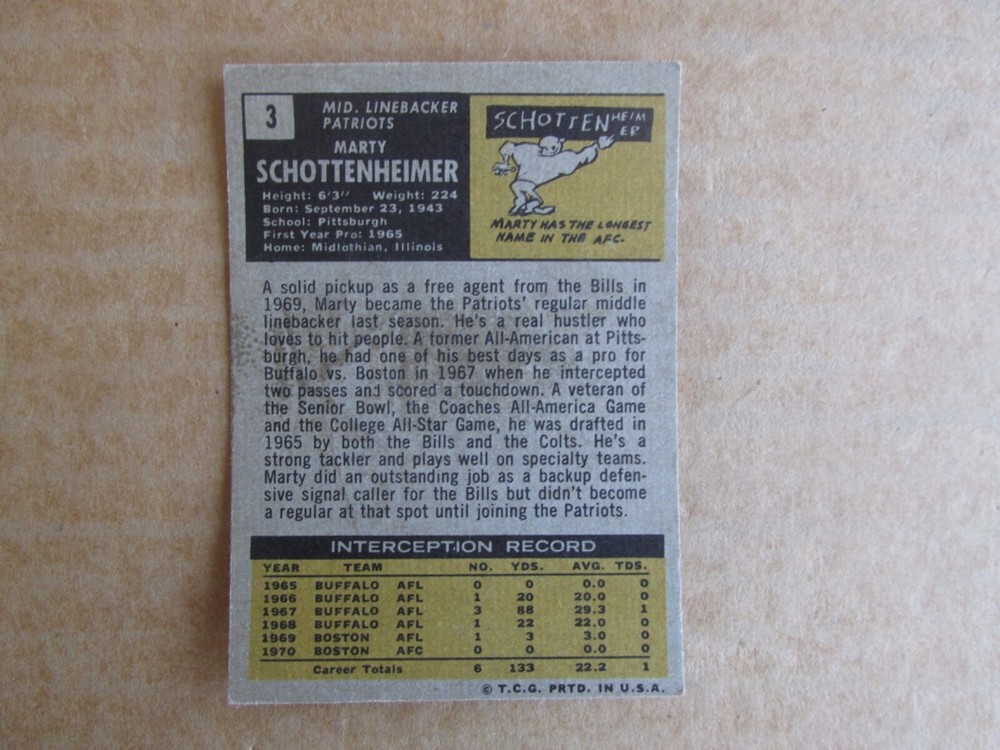 3
MID. LINEBACKER
PATRIOTS
MARTY
SCHOTTENHEIMER
Height: 6'3" Weight: 224
Born: September 23, 1943
School: Pittsburgh
First Year Pro: 1965
Home: Midlothian, Illinois
SCHOTTENHEIM
ER
MARTY HAS THE LONGEST
NAME IN THE AFC.
A solid pickup as a free agent from the Bills in
1969, Marty became the Patriots' regular middle
linebacker last season. He's a real hustler who
loves to hit people. A former All-American at Pitts-
burgh, he had one of his best days as a pro for
Buffalo vs. Boston in 1967 when he intercepted
two passes and scored a touchdown. A veteran of
the Senior Bowl, the Coaches All-America Game
and the College All-Star Game, he was drafted in
1965 by both the Bills and the Colts. He's a
strong tackler and plays well on specialty teams.
Marty did an outstanding job as a backup defen-
sive signal caller for the Bills but didn't become
a regular at that spot until joining the Patriots.
INTERCEPTION RECORD
YEAR TEAM NO. YDS. AVG. TDS.
1965 BUFFALO AFL 0 0 0.0 0
1966 BUFFALO AFL 1 20 20.0 0
1967 BUFFALO AFL 3 88 29.3 1
1968 BUFFALO AFL 1 22 22.0 0
1969 BOSTON AFL 1 3 3.0 0
1970 BOSTON AFC 0 0 0.0 0
Career Totals 6 133 22.2 1
© T.C.G. PRTD. IN U.S.A.